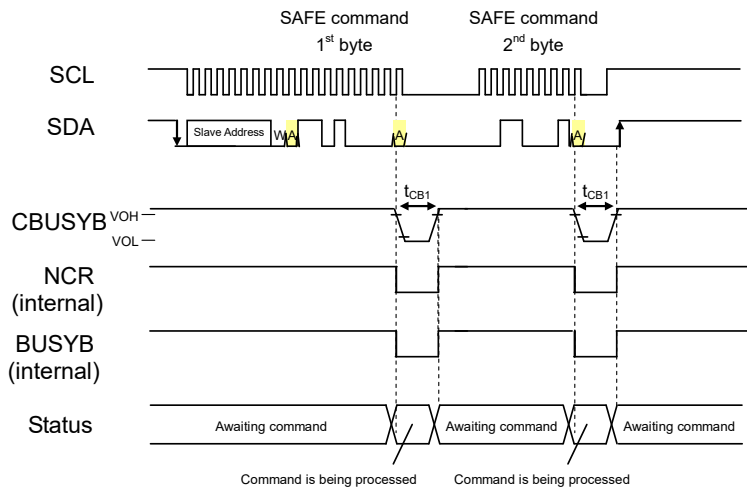 SAFE command
1st byte
SAFE command
2nd byte
SCL
SDA
Slave Address
W
A
A
A
tCB1
tCB1
CBUSYB
VOH
VOL
NCR
(internal)
BUSYB
(internal)
Status
Awaiting command
Awaiting command
Awaiting command
Command is being processed
Command is being processed